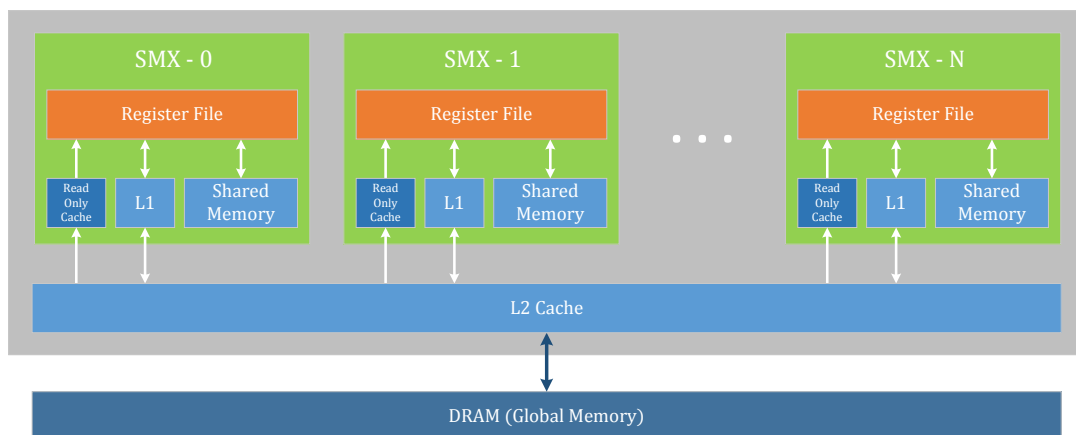 SMX - 0
SMX - 1
SMX - N
Register File
Register File
Register File
. . .
Read
Only
Cache
L1
Shared
Memory
Read
Only
Cache
L1
Shared
Memory
Read
Only
Cache
L1
Shared
Memory
L2 Cache
DRAM (Global Memory)